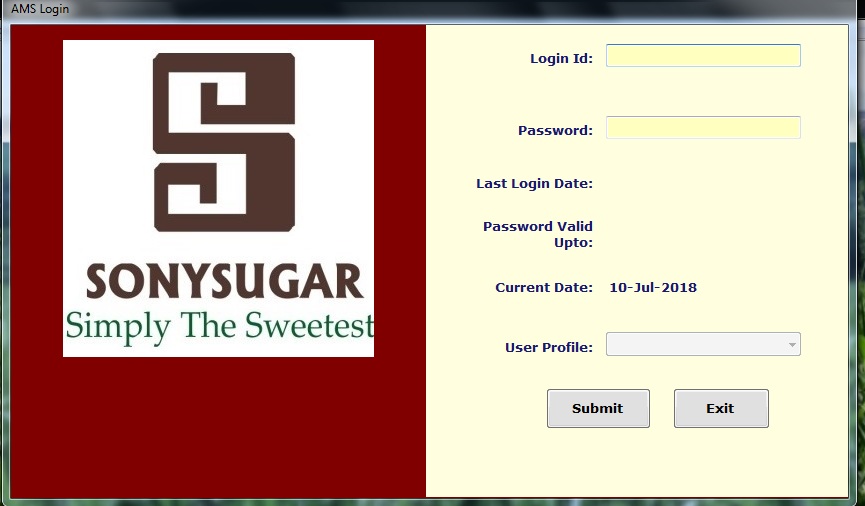 AMS Login
SONYSUGAR
Simply The Sweetest
Login Id:
Password:
Last Login Date:
Password Valid
Upto:
Current Date: 10-Jul-2018
User Profile:
Submit Exit